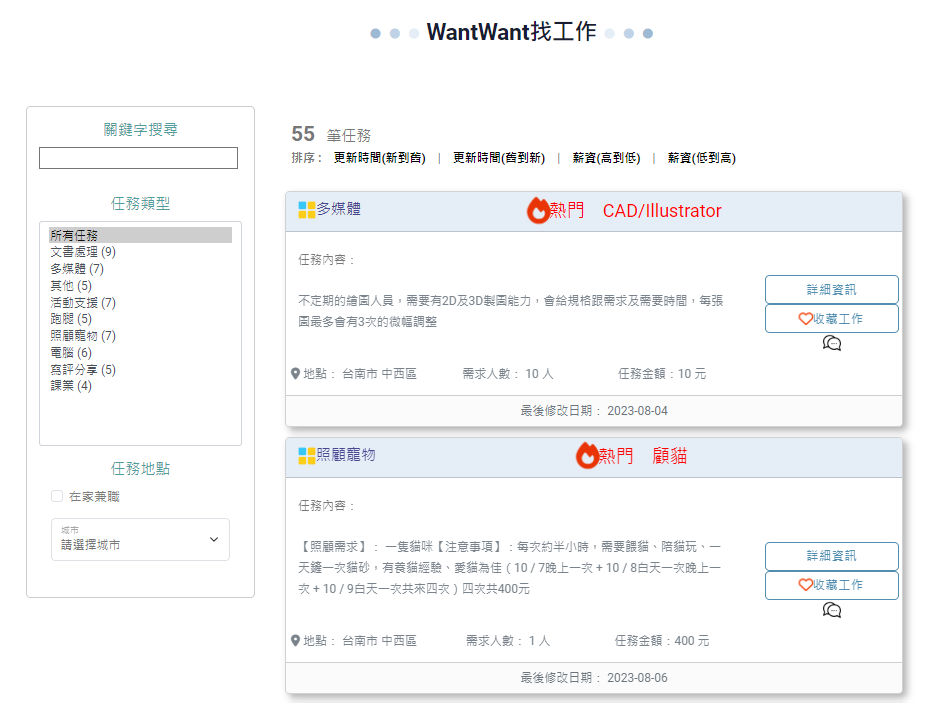 WantWant找工作
關鍵字搜尋
任務類型
所有任務
文書處理 (9)
多媒體 (7)
其他 (5)
活動支援 (7)
跑腿 (5)
照顧寵物 (7)
電腦 (6)
寫評分享 (5)
課業 (4)
任務地點
在家兼職
城市
請選擇城市
55 筆任務
排序： 更新時間(新到舊) | 更新時間(舊到新) | 薪資(高到低) | 薪資(低到高)
多媒體 熱門 CAD/Illustrator
任務內容：
不定期的繪圖人員，需要有2D及3D製圖能力，會給規格跟需求及需要時間，每張
圖最多會有3次的微幅調整
詳細資訊
收藏工作
地點： 台南市 中西區 需求人數： 10 人 任務金額：10 元
最後修改日期： 2023-08-04
照顧寵物 熱門 顧貓
任務內容：
【照顧需求】： 一隻貓咪【注意事項】：每次約半小時，需要餵貓、陪貓玩、一
天鏟一次貓砂，有養貓經驗、愛貓為佳（10 / 7晚上一次 + 10 / 8白天一次晚上一
次 + 10 / 9白天一次共來四次）四次共400元
詳細資訊
收藏工作
地點： 台南市 中西區 需求人數： 1 人 任務金額：400 元
最後修改日期： 2023-08-06